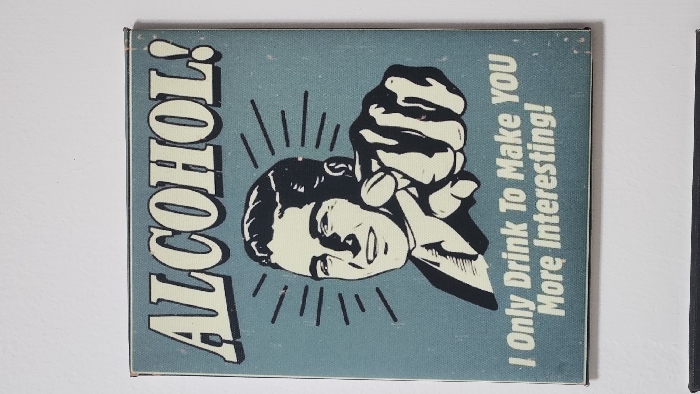 ALCOHOL!
I Only Drink To Make YOU
More Interesting!